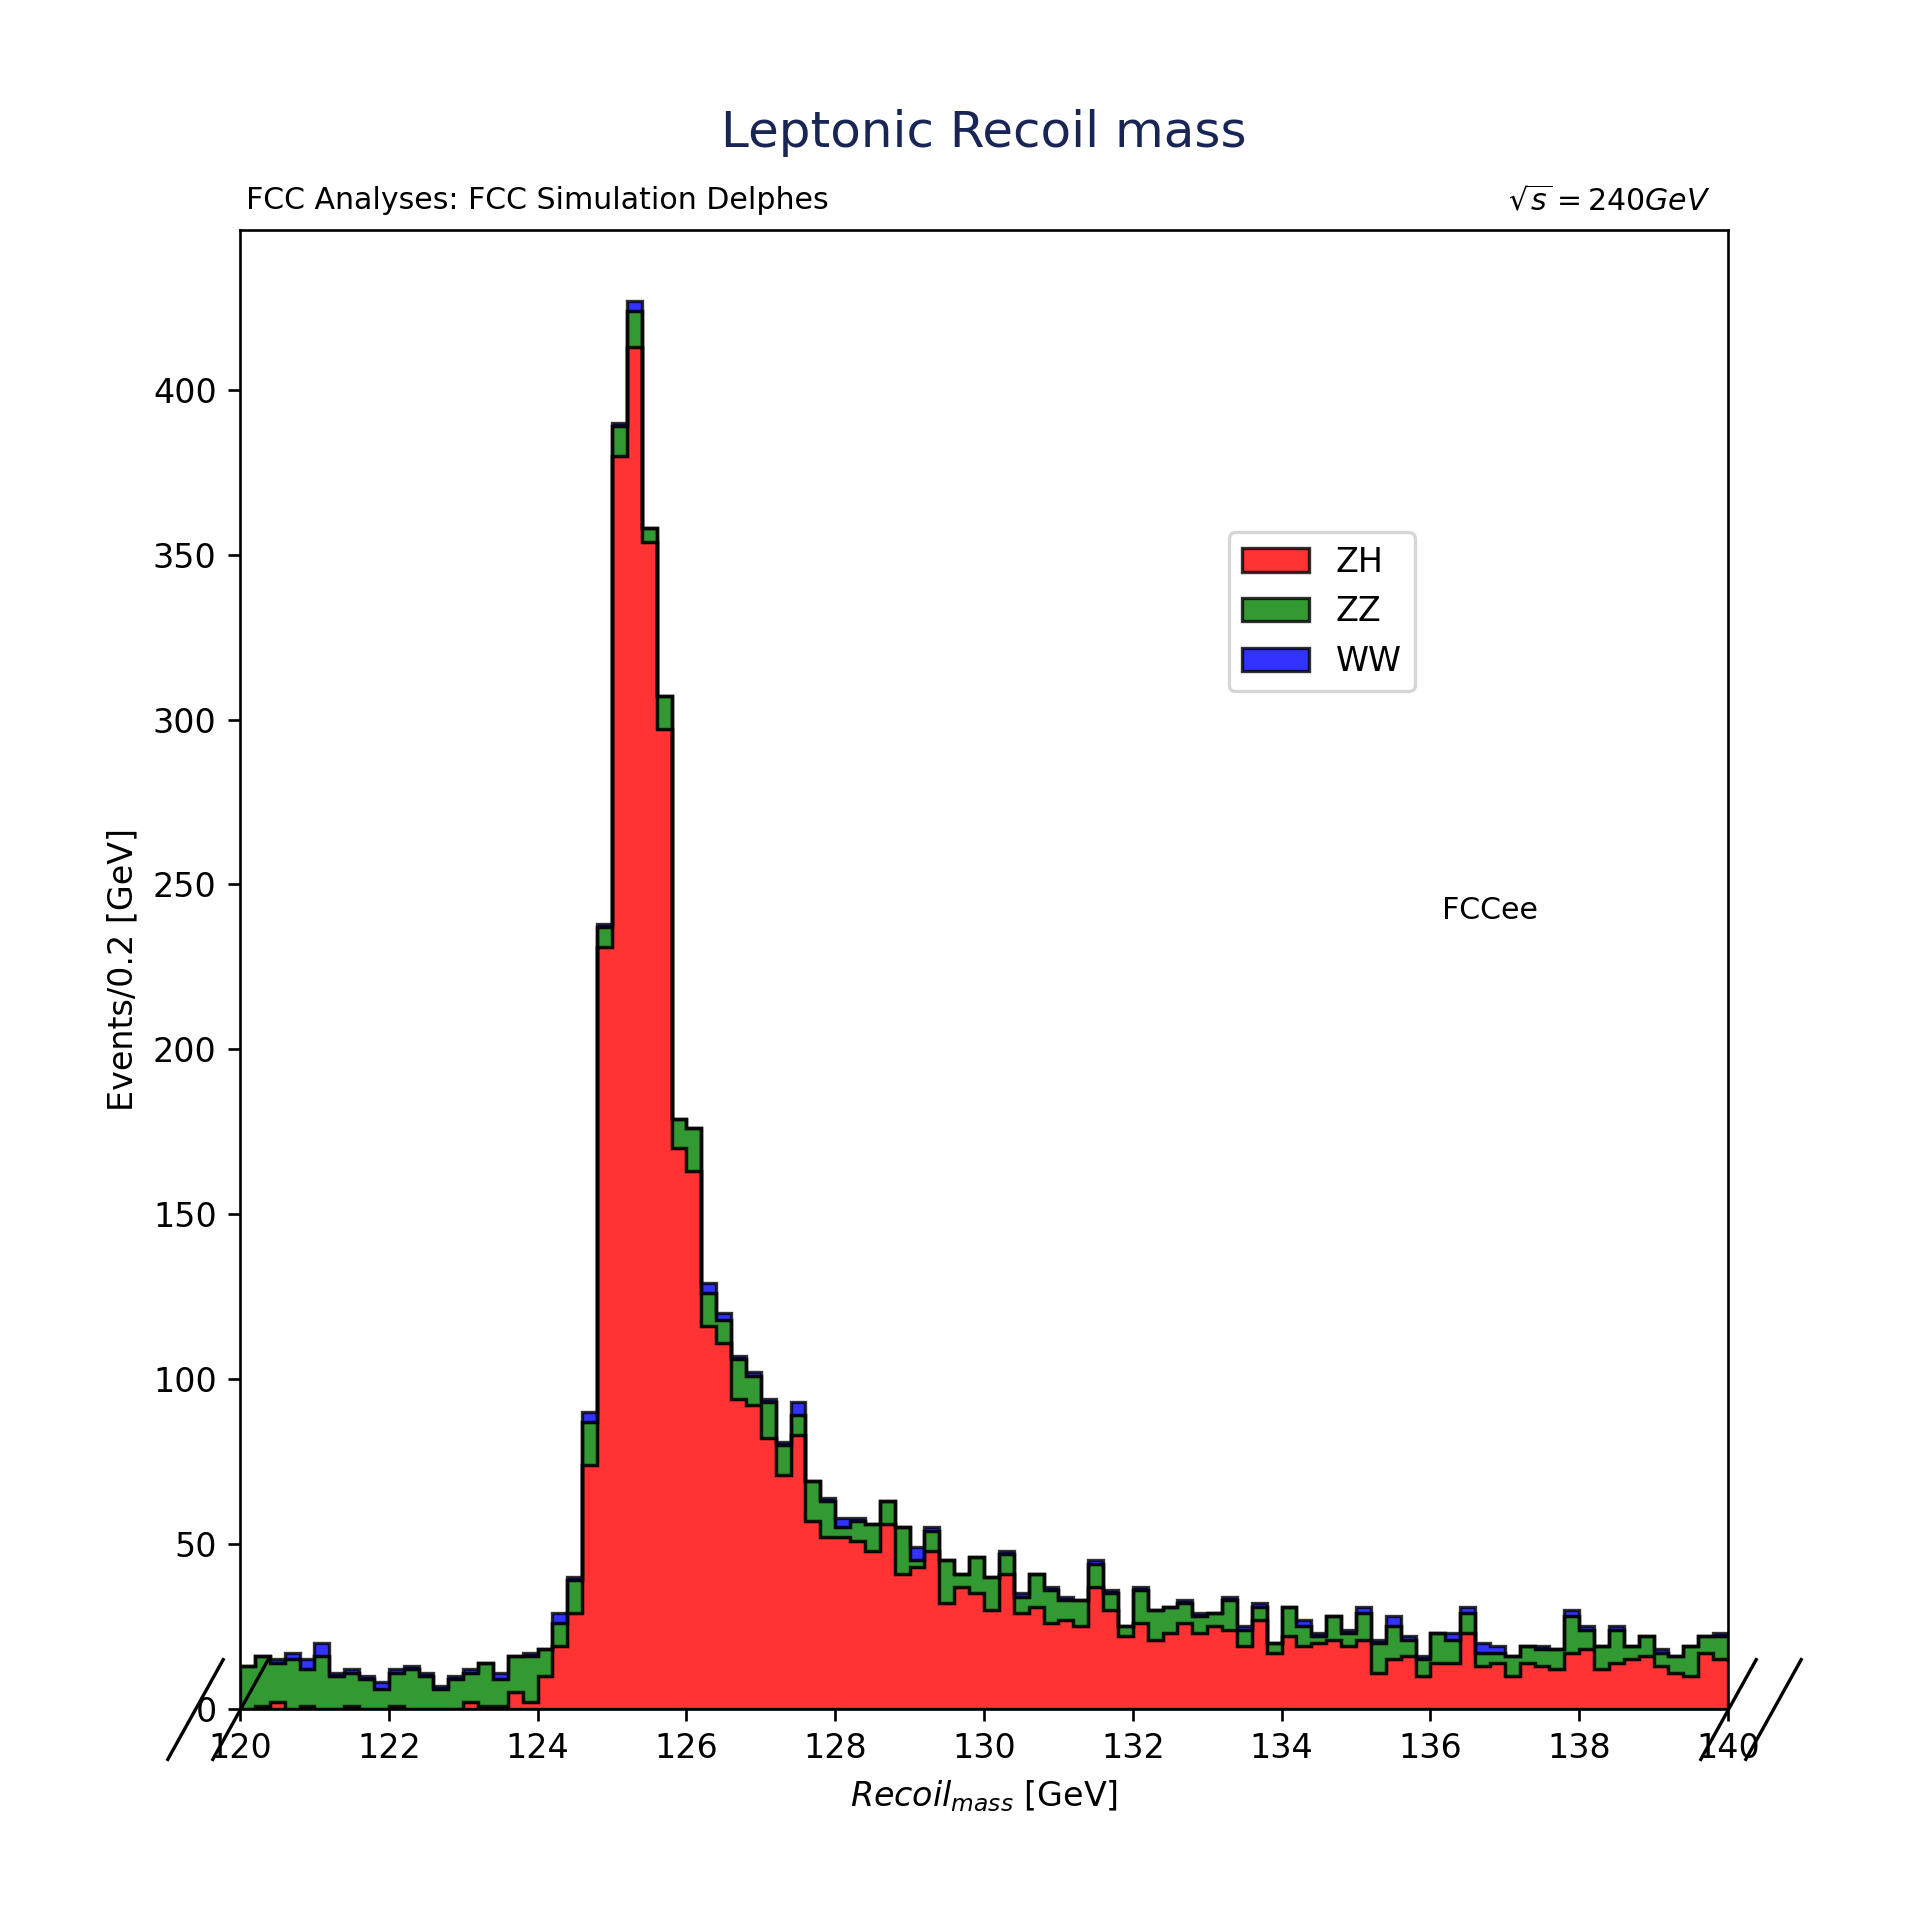 Leptonic Recoil mass
FCC Analyses: FCC Simulation Delphes
√s = 240GeV
400
350
300
250
200
150
100
50
0
Events/0.2 [GeV]
ZH
ZZ
WW
FCCee
120 122 124 126 128 130 132 134 136 138 140
Recoil_mass [GeV]